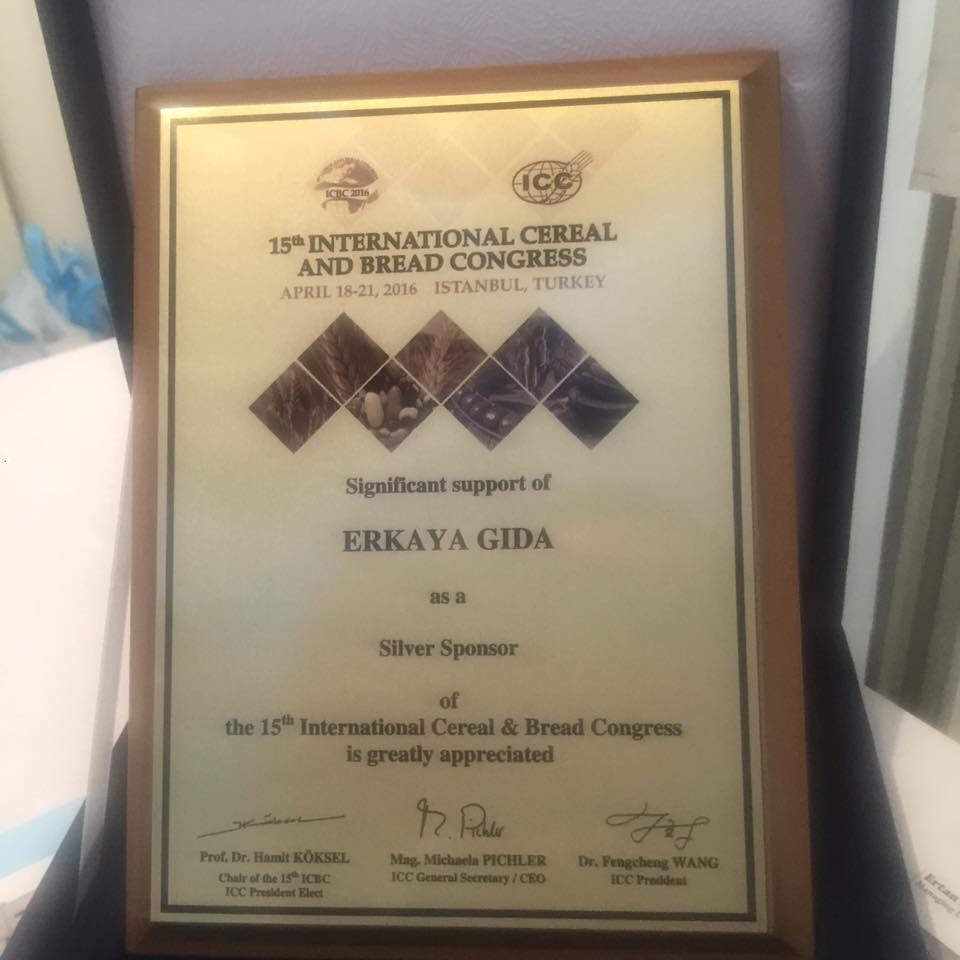 ICBC 2016
ICC
15th INTERNATIONAL CEREAL
AND BREAD CONGRESS
APRIL 18-21, 2016 ISTANBUL, TURKEY
Significant support of
ERKAYA GIDA
as a
Silver Sponsor
of
the 15th International Cereal & Bread Congress
is greatly appreciated
M. Pichler
Prof. Dr. Hamit KÖKSEL
Chair of the 15th ICBC
ICC President Elect
Mag. Michaela PICHLER
ICC General Secretary / CEO
Dr. Fengcheng WANG
ICC President
Ertan
Managing